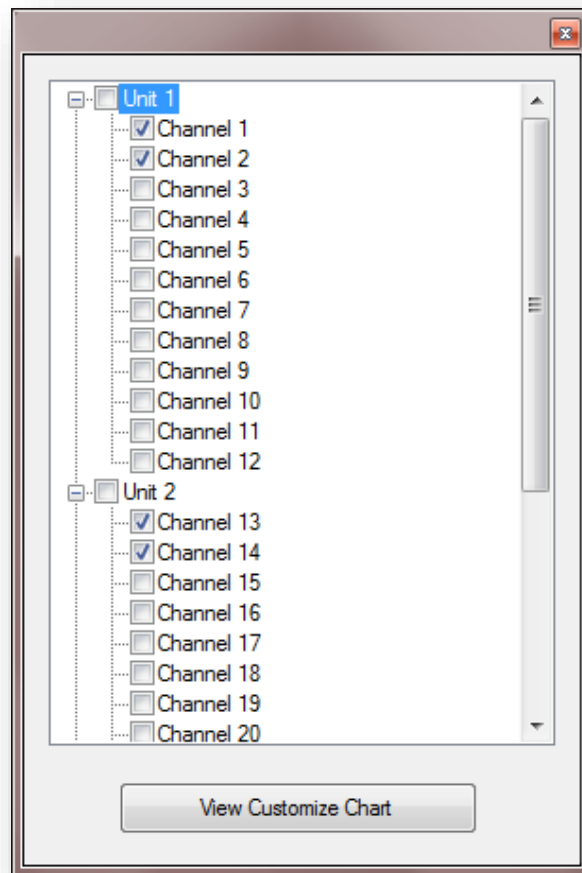 Unit 1
Channel 1
Channel 2
Channel 3
Channel 4
Channel 5
Channel 6
Channel 7
Channel 8
Channel 9
Channel 10
Channel 11
Channel 12
Unit 2
Channel 13
Channel 14
Channel 15
Channel 16
Channel 17
Channel 18
Channel 19
Channel 20
View Customize Chart